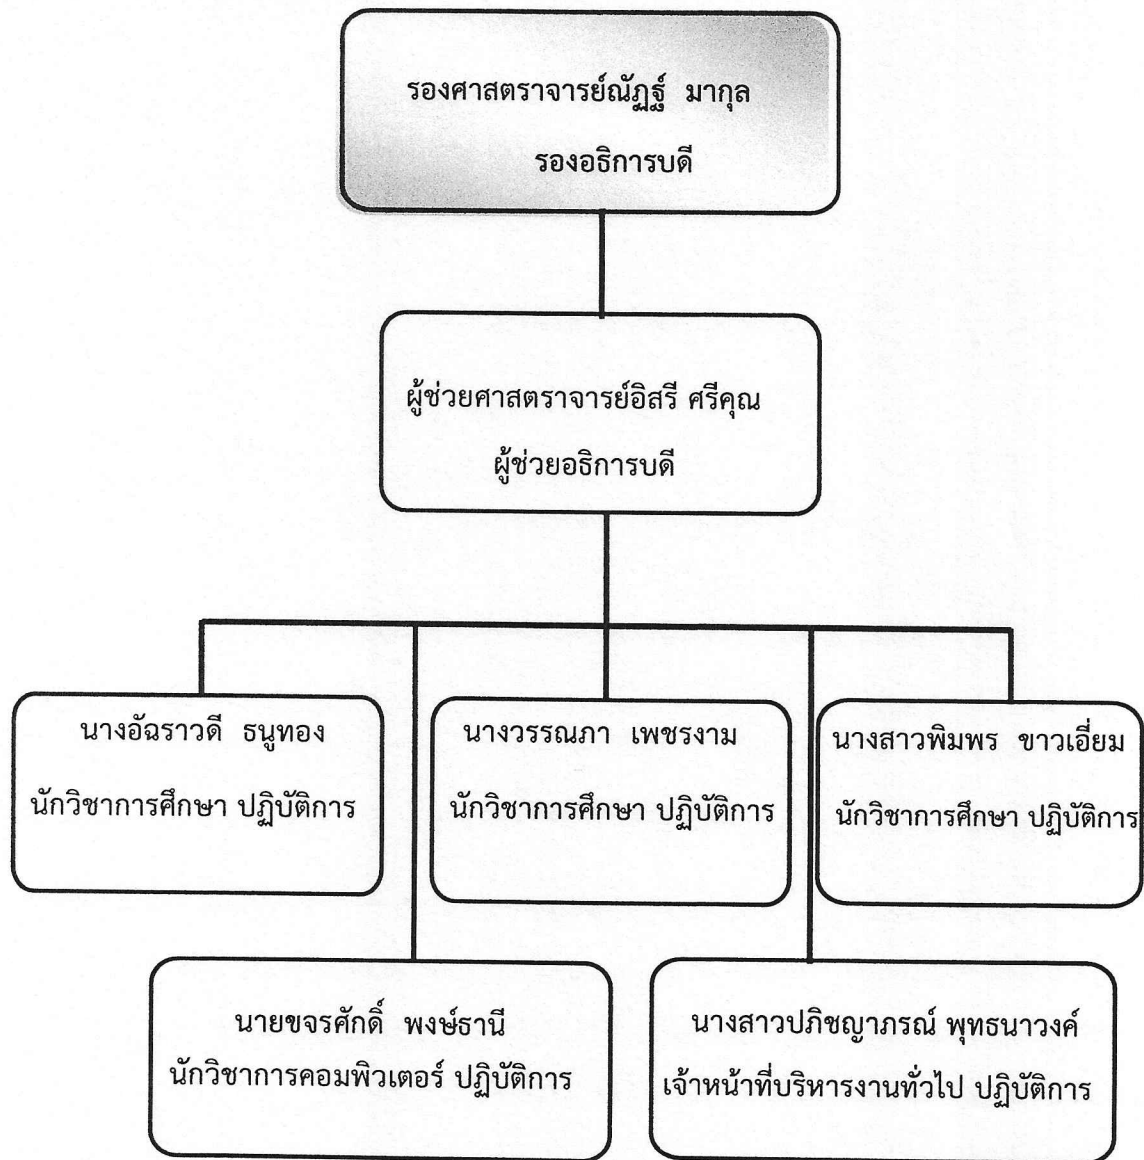 รองศาสตราจารย์ณัฏฐ์ มากุล
รองอธิการบดี
ผู้ช่วยศาสตราจารย์อิสรี ศรีคุณ
ผู้ช่วยอธิการบดี
นางอัฉราวดี ธนูทอง
นักวิชาการศึกษา ปฏิบัติการ
นางวรรณภา เพชรงาม
นักวิชาการศึกษา ปฏิบัติการ
นางสาวพิมพร ขาวเอี่ยม
นักวิชาการศึกษา ปฏิบัติการ
นายขจรศักดิ์ พงษ์ธานี
นักวิชาการคอมพิวเตอร์ ปฏิบัติการ
นางสาวปภิชญาภรณ์ พุทธนาวงค์
เจ้าหน้าที่บริหารงานทั่วไป ปฏิบัติการ